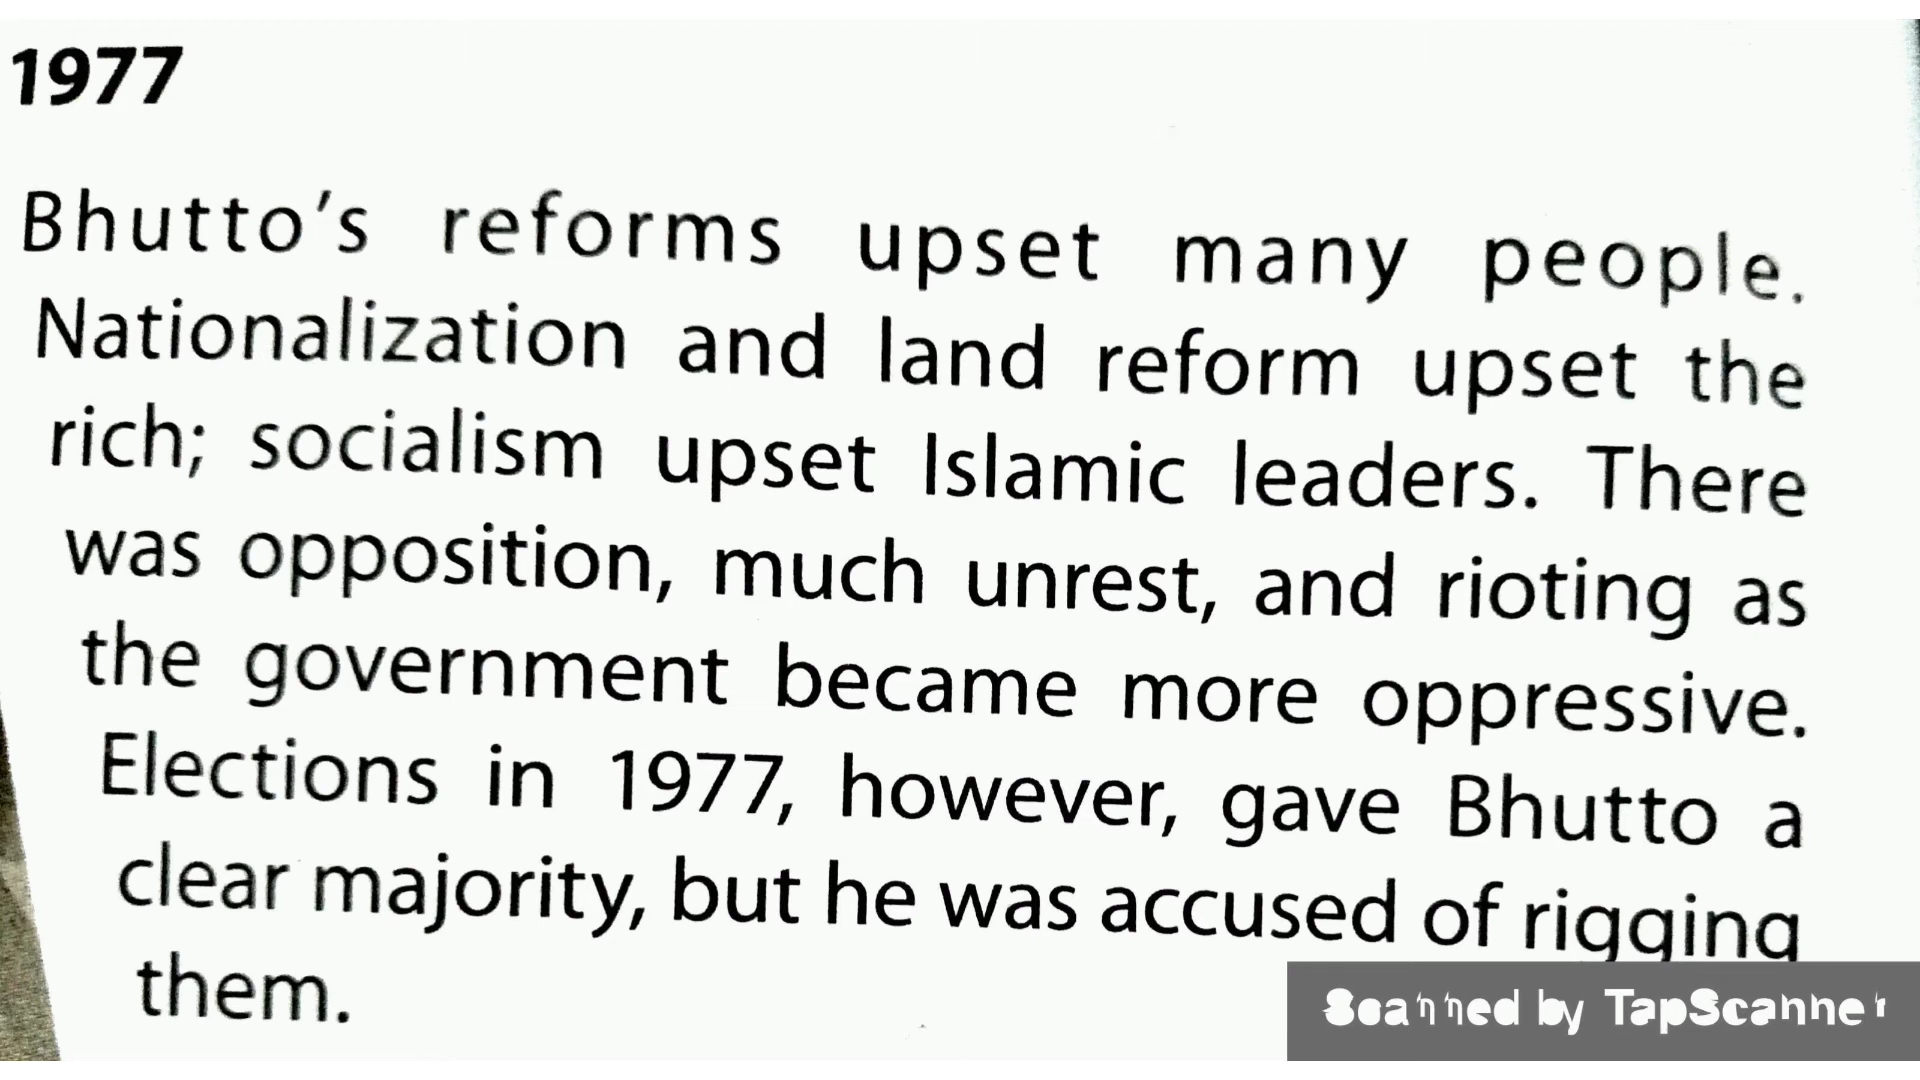 1977
Bhutto’s reforms upset many people.
Nationalization and land reform upset the
rich; socialism upset Islamic leaders. There
was opposition, much unrest, and rioting as
the government became more oppressive.
Elections in 1977, however, gave Bhutto a
clear majority, but he was accused of rigging
them.
Scanned by TapScanner